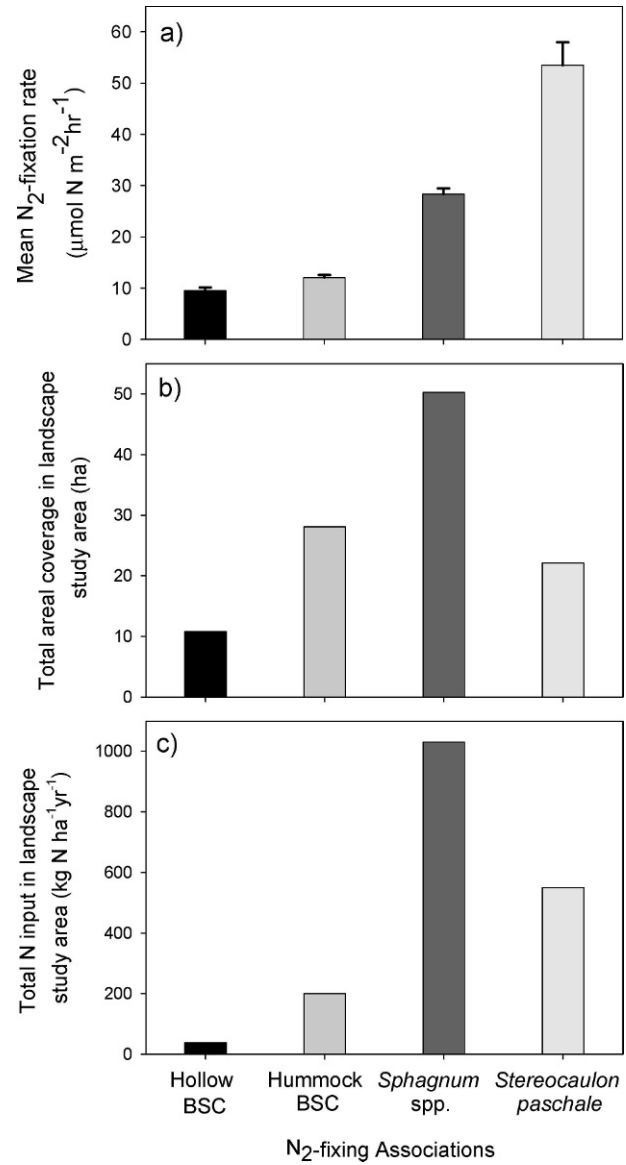 a)
Mean N₂-fixation rate
(μmol N m⁻²hr⁻¹)
60
50
40
30
20
10
0
b)
Total areal coverage in landscape
study area (ha)
50
40
30
20
10
0
c)
Total N input in landscape
study area (kg N ha⁻¹yr⁻¹)
1000
800
600
400
200
0
Hollow
BSC
Hummock
BSC
Sphagnum
spp.
Stereocaulon
paschale
N₂-fixing Associations